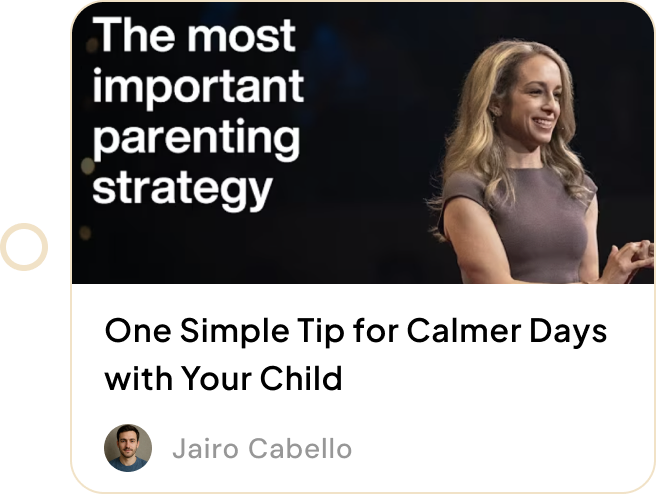 The most
important
parenting
strategy
One Simple Tip for Calmer Days
with Your Child
Jairo Cabello